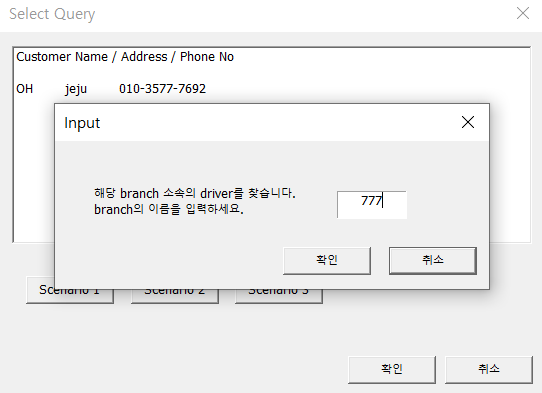 Select Query
Customer Name / Address / Phone No
OH jeju 010-3577-7692
Input
해당 branch 소속의 driver를 찾습니다.
branch의 이름을 입력하세요.
777
확인 취소
Scenario 1 Scenario 2 Scenario 3
확인 취소